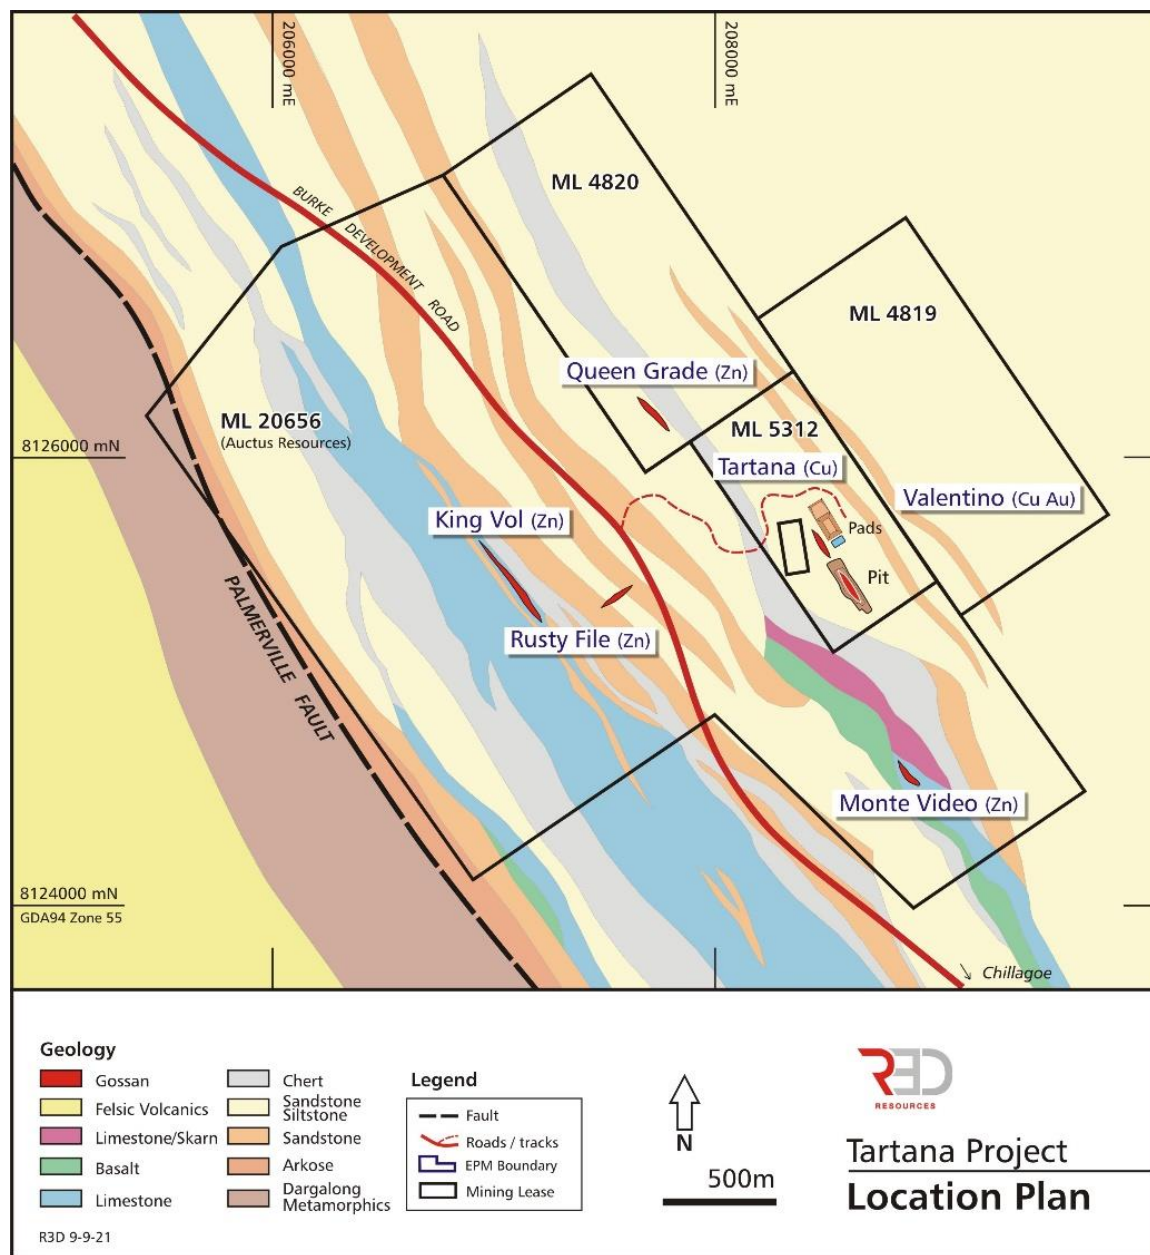 206000 mE
208000 mE
ML 4820
BURKE DEVELOPMENT ROAD
ML 4819
Queen Grade (Zn)
ML 20656
(Auctus Resources)
ML 5312
8126000 mN
Tartana (Cu)
Valentino (Cu Au)
King Vol (Zn)
Pads
Pit
Rusty File (Zn)
PALMERVILLE FAULT
Monte Video (Zn)
8124000 mN
GDA94 Zone 55
Chillagoe
Geology
Gossan
Felsic Volcanics
Limestone/Skarn
Basalt
Limestone
Chert
Sandstone
Siltstone
Sandstone
Arkose
Dargalong
Metamorphics
Legend
Fault
Roads / tracks
EPM Boundary
Mining Lease
N
500m
R3D
RESOURCES
Tartana Project
Location Plan
R3D 9-9-21